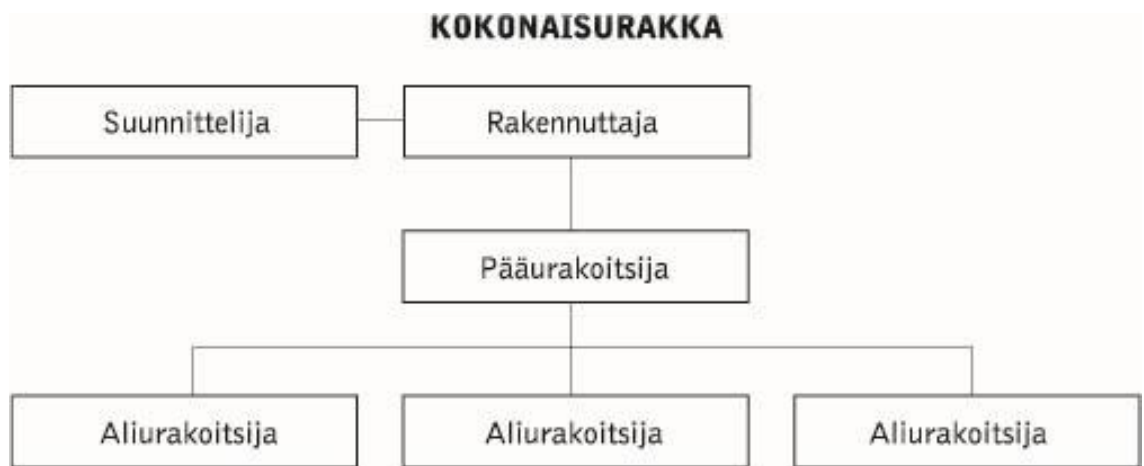 KOKONAISURAKKA
Suunnittelija
Rakennuttaja
Pääurakoitsija
Aliurakoitsija
Aliurakoitsija
Aliurakoitsija